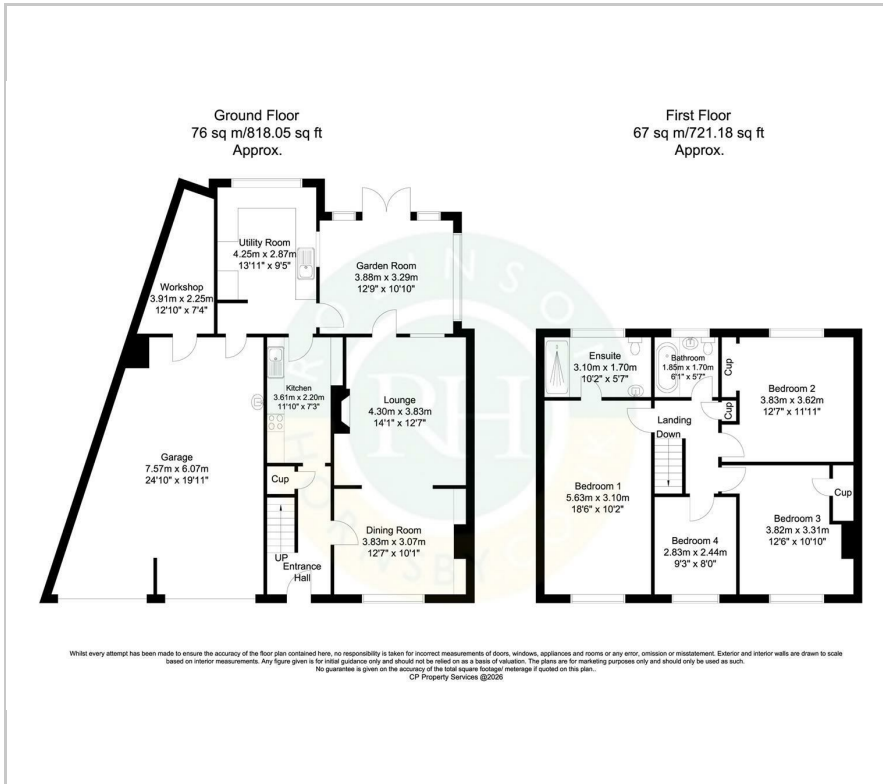 Ground Floor
76 sq m/818.05 sq ft
Approx.
First Floor
67 sq m/721.18 sq ft
Approx.
Utility Room
4.25m x 2.87m
13'11" x 9'5"
Garden Room
3.88m x 3.29m
12'9" x 10'10"
Workshop
3.91m x 2.25m
12'10" x 7'4"
Kitchen
3.61m x 2.20m
11'10" x 7'3"
Lounge
4.30m x 3.83m
14'1" x 12'7"
Garage
7.57m x 6.07m
24'10" x 19'11"
Cup
Dining Room
3.83m x 3.07m
12'7" x 10'1"
UP
Entrance
Hall
Ensuite
3.10m x 1.70m
10'2" x 5'7"
Bathroom
1.85m x 1.70m
6'1" x 5'7"
Cup
Bedroom 2
3.83m x 3.62m
12'7" x 11'11"
Cup
Landing
Down
Bedroom 1
5.63m x 3.10m
18'6" x 10'2"
Cup
Bedroom 3
3.82m x 3.31m
12'6" x 10'10"
Bedroom 4
2.83m x 2.44m
9'3" x 8'0"
ROBINSON
RH
HORNSBY
Whilst every attempt has been made to ensure the accuracy of the floor plan contained here, no responsibility is taken for incorrect measurements of doors, windows, appliances and rooms or any error, omission or misstatement. Exterior and interior walls are drawn to scale
based on interior measurements. Any figure given is for initial guidance only and should not be relied on as a basis of valuation. The plans are for marketing purposes only and should only be used as such.
No guarantee is given on the accuracy of the total square footage/ meterage if quoted on this plan..
CP Property Services @2026